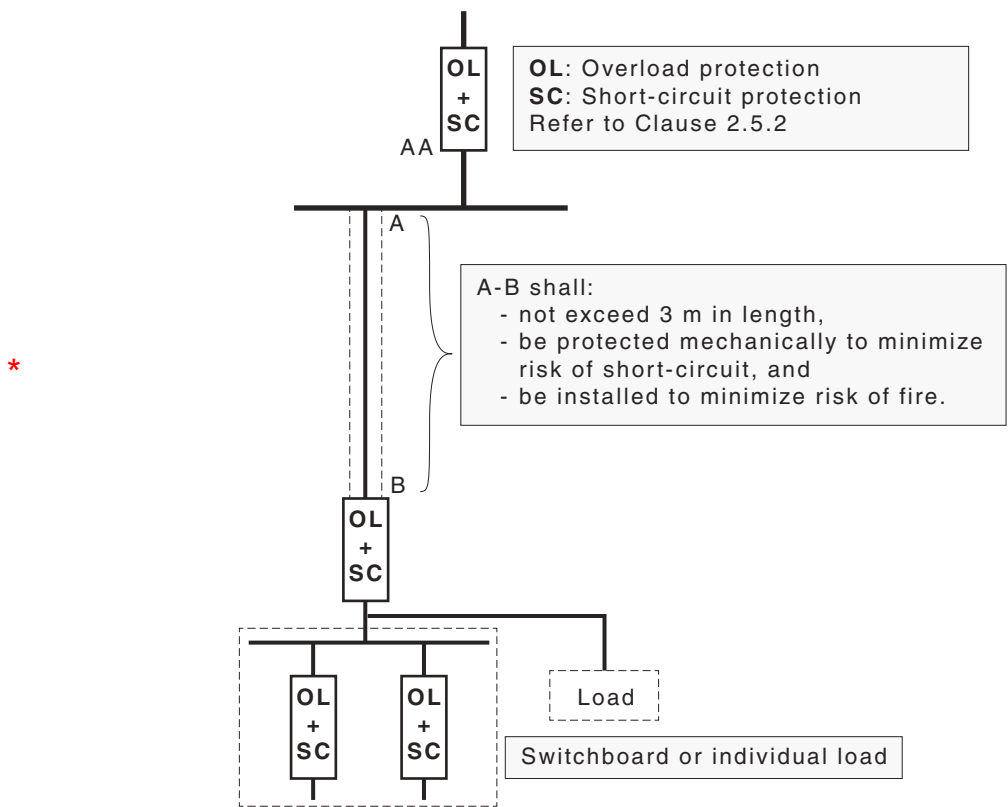 OL
+
SC
OL: Overload protection
SC: Short-circuit protection
Refer to Clause 2.5.2
AA
A
A-B shall:
- not exceed 3 m in length,
- be protected mechanically to minimize
risk of short-circuit, and
- be installed to minimize risk of fire.
*
B
OL
+
SC
OL
+
SC
OL
+
SC
Load
Switchboard or individual load